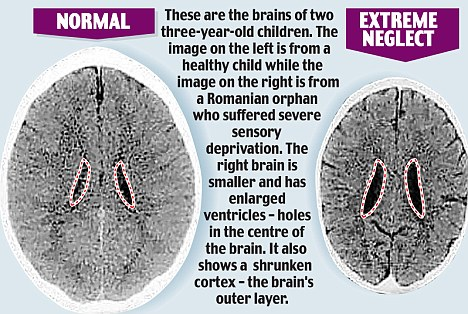 NORMAL
These are the brains of two
three-year-old children. The
image on the left is from a
healthy child while the
image on the right is from
a Romanian orphan
who suffered severe
sensory
deprivation. The
right brain is
smaller and has
enlarged
ventricles – holes
in the centre of
the brain. It also
shows a shrunken
cortex – the brain's
outer layer.
EXTREME
NEGLECT